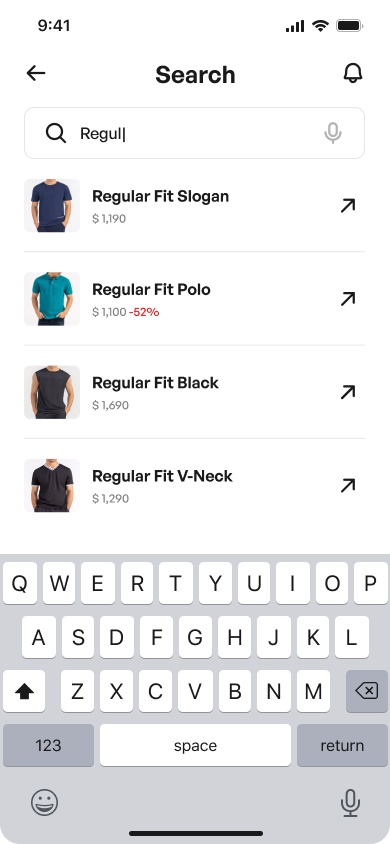 9:41
Search
Regul
Regular Fit Slogan
$ 1,190
Regular Fit Polo
$ 1,100 -52%
Regular Fit Black
$ 1,690
Regular Fit V-Neck
$ 1,290
Q W E R T Y U I O P
A S D F G H J K L
Z X C V B N M
123 space return